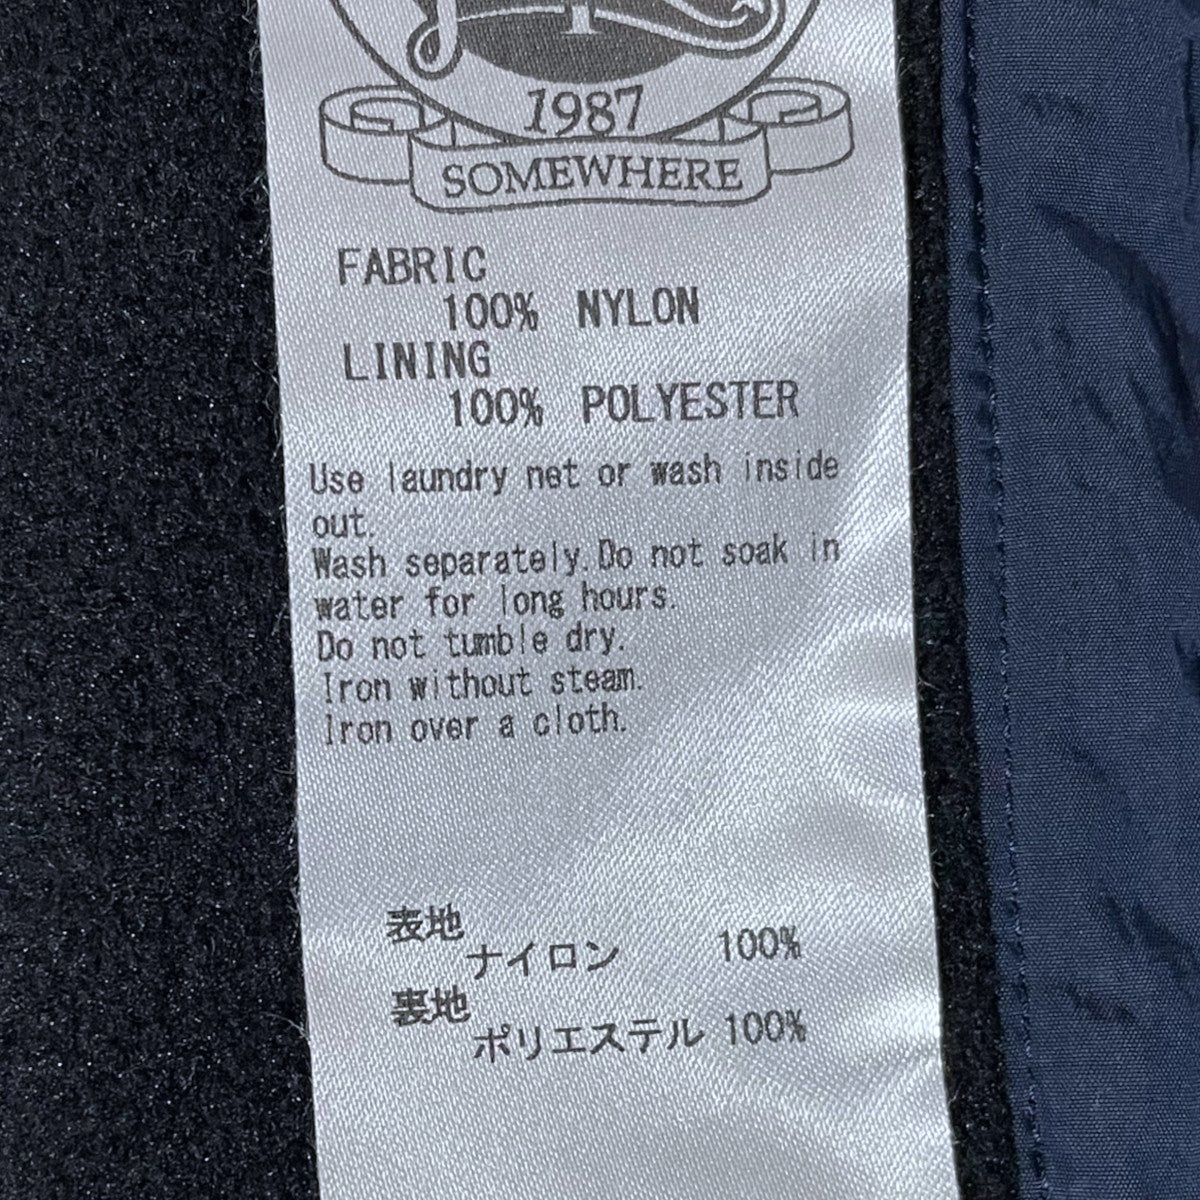 1987
SOMEWHERE
FABRIC
100% NYLON
LINING
100% POLYESTER
Use laundry net or wash inside
out.
Wash separately.Do not soak in
water for long hours.
Do not tumble dry.
Iron without steam.
Iron over a cloth.
表地
ナイロン 100%
裏地
ポリエステル 100%